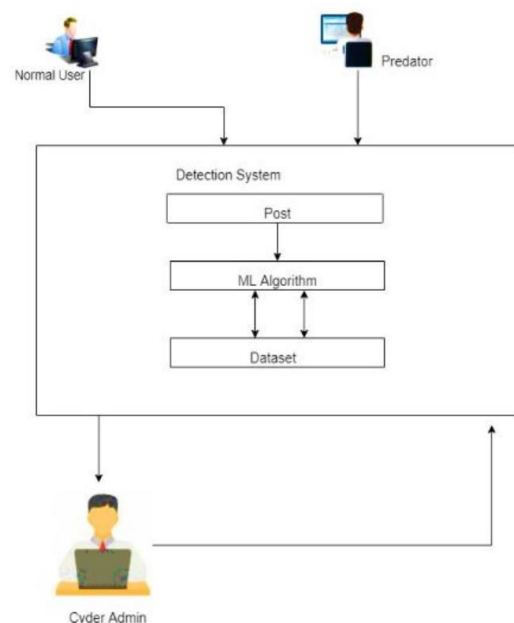 Normal User
Predator
Detection System
Post
ML Algorithm
Dataset
Cyder Admin